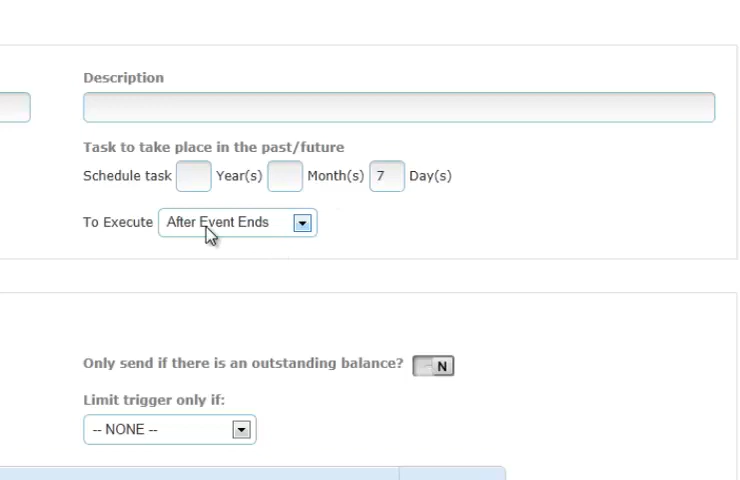 Description
Task to take place in the past/future
Schedule task Year(s) Month(s) 7 Day(s)
To Execute After Event Ends
Only send if there is an outstanding balance? N
Limit trigger only if:
-- NONE --